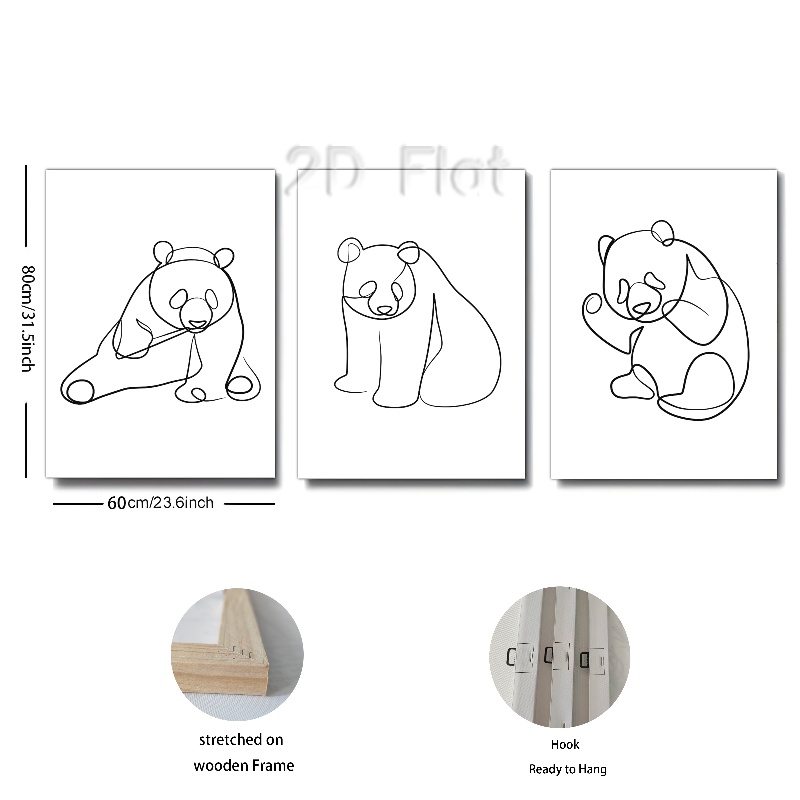 2D Flat
80cm/31.5inch
60cm/23.6inch
stretched on
wooden Frame
Hook
Ready to Hang